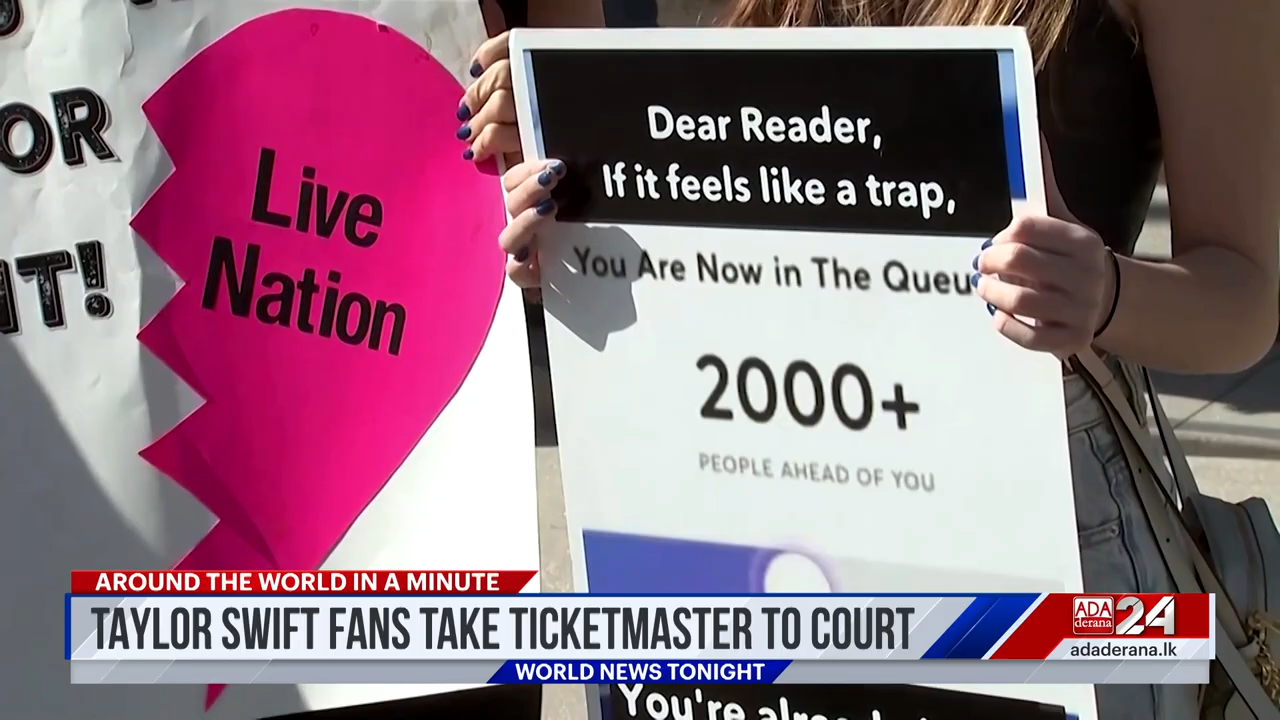 OR
IT!
Live
Nation
Dear Reader,
If it feels like a trap,
You Are Now in The Queu
2000+
PEOPLE AHEAD OF YOU
AROUND THE WORLD IN A MINUTE
TAYLOR SWIFT FANS TAKE TICKETMASTER TO COURT
ADA
derana
24
adaderana.lk
WORLD NEWS TONIGHT
You're